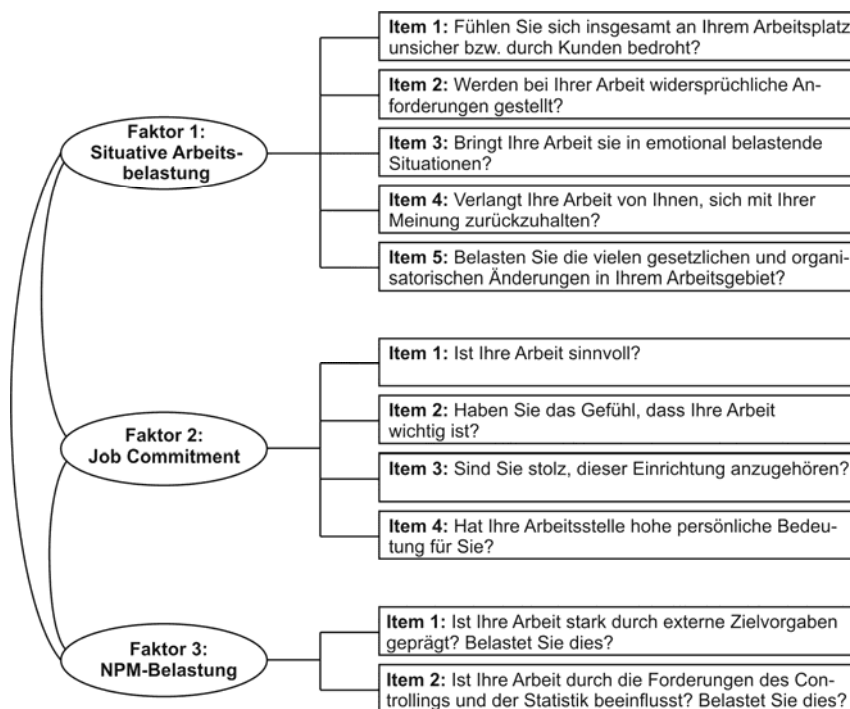 Faktor 1:
Situative Arbeits-
belastung
Item 1: Fühlen Sie sich insgesamt an Ihrem Arbeitsplatz
unsicher bzw. durch Kunden bedroht?
Item 2: Werden bei Ihrer Arbeit widersprüchliche An-
forderungen gestellt?
Item 3: Bringt Ihre Arbeit sie in emotional belastende
Situationen?
Item 4: Verlangt Ihre Arbeit von Ihnen, sich mit Ihrer
Meinung zurückzuhalten?
Item 5: Belasten Sie die vielen gesetzlichen und organi-
satorischen Änderungen in Ihrem Arbeitsgebiet?
Faktor 2:
Job Commitment
Item 1: Ist Ihre Arbeit sinnvoll?
Item 2: Haben Sie das Gefühl, dass Ihre Arbeit
wichtig ist?
Item 3: Sind Sie stolz, dieser Einrichtung anzugehören?
Item 4: Hat Ihre Arbeitsstelle hohe persönliche Bedeu-
tung für Sie?
Faktor 3:
NPM-Belastung
Item 1: Ist Ihre Arbeit stark durch externe Zielvorgaben
geprägt? Belastet Sie dies?
Item 2: Ist Ihre Arbeit durch die Forderungen des Con-
trollings und der Statistik beeinflusst? Belastet Sie dies?